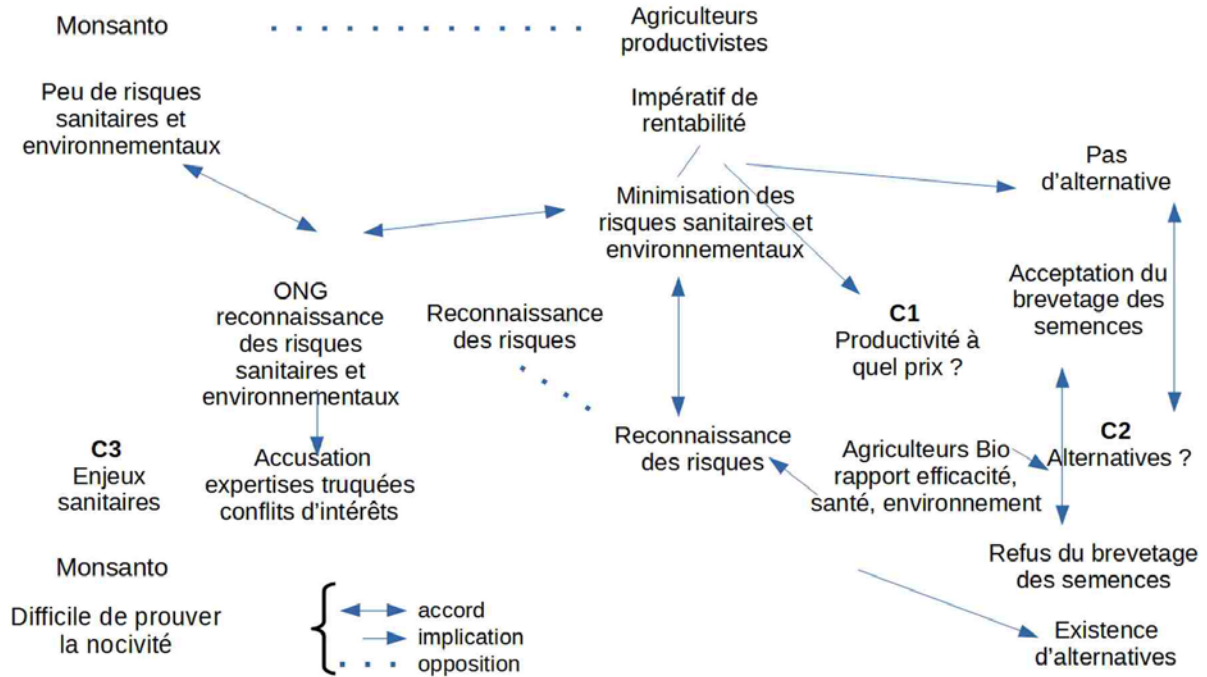 Monsanto
Agriculteurs
productivistes
Peu de risques
sanitaires et
environnementaux
Impératif de
rentabilité
Pas
d'alternative
Minimisation des
risques sanitaires et
environnementaux
ONG
reconnaissance
des risques
sanitaires et
environnementaux
Reconnaissance
des risques
C1
Productivité à
quel prix ?
Acceptation du
brevetage des
semences
C3
Enjeux
sanitaires
Accusation
expertises truquées
conflits d'intérêts
Reconnaissance
des risques
Agriculteurs Bio
rapport efficacité,
santé, environnement
C2
Alternatives ?
Monsanto
Difficile de prouver
la nocivité
accord
implication
opposition
Refus du brevetage
des semences
Existence
d'alternatives